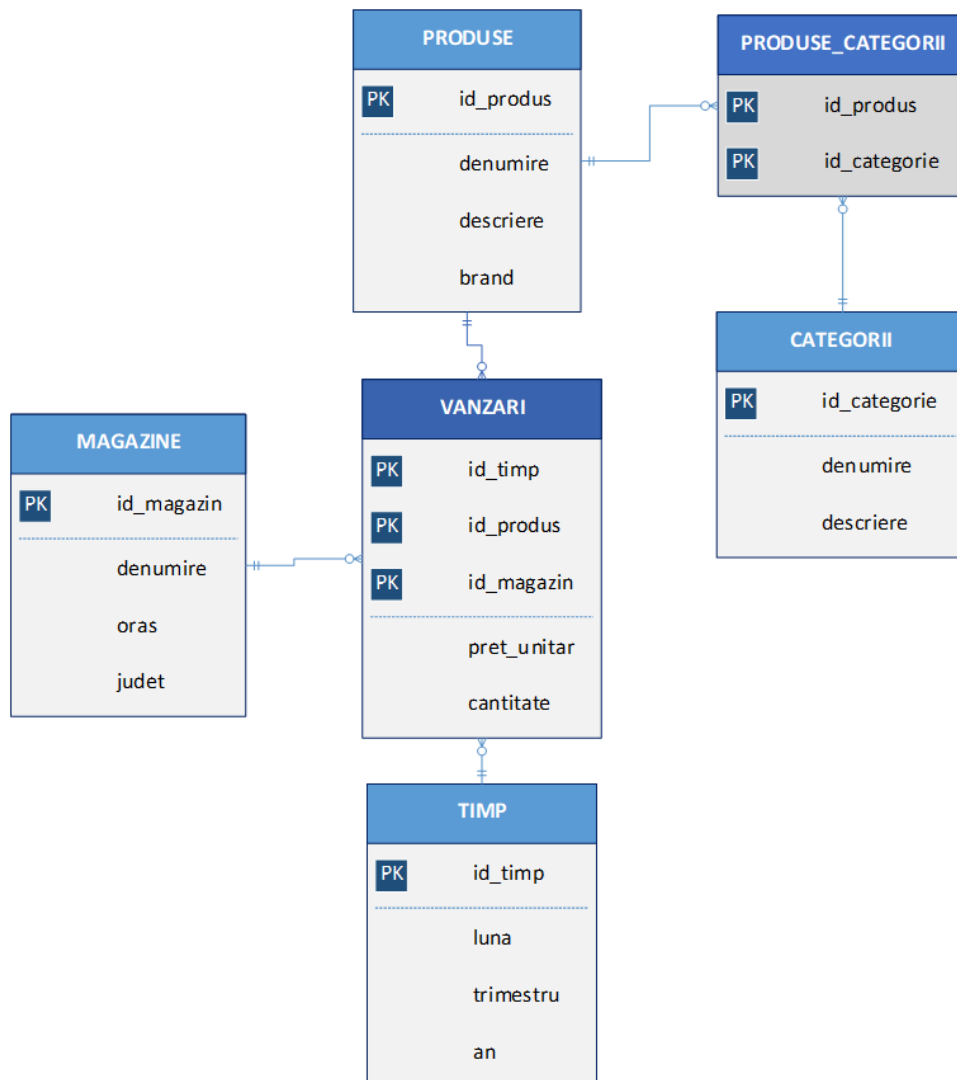 PRODUSE
PK id_produs
denumire
descriere
brand
PRODUSE_CATEGORII
PK id_produs
PK id_categorie
CATEGORII
PK id_categorie
denumire
descriere
MAGAZINE
PK id_magazin
denumire
oras
judet
VANZARI
PK id_timp
PK id_produs
PK id_magazin
pret_unitar
cantitate
TIMP
PK id_timp
luna
trimestru
an